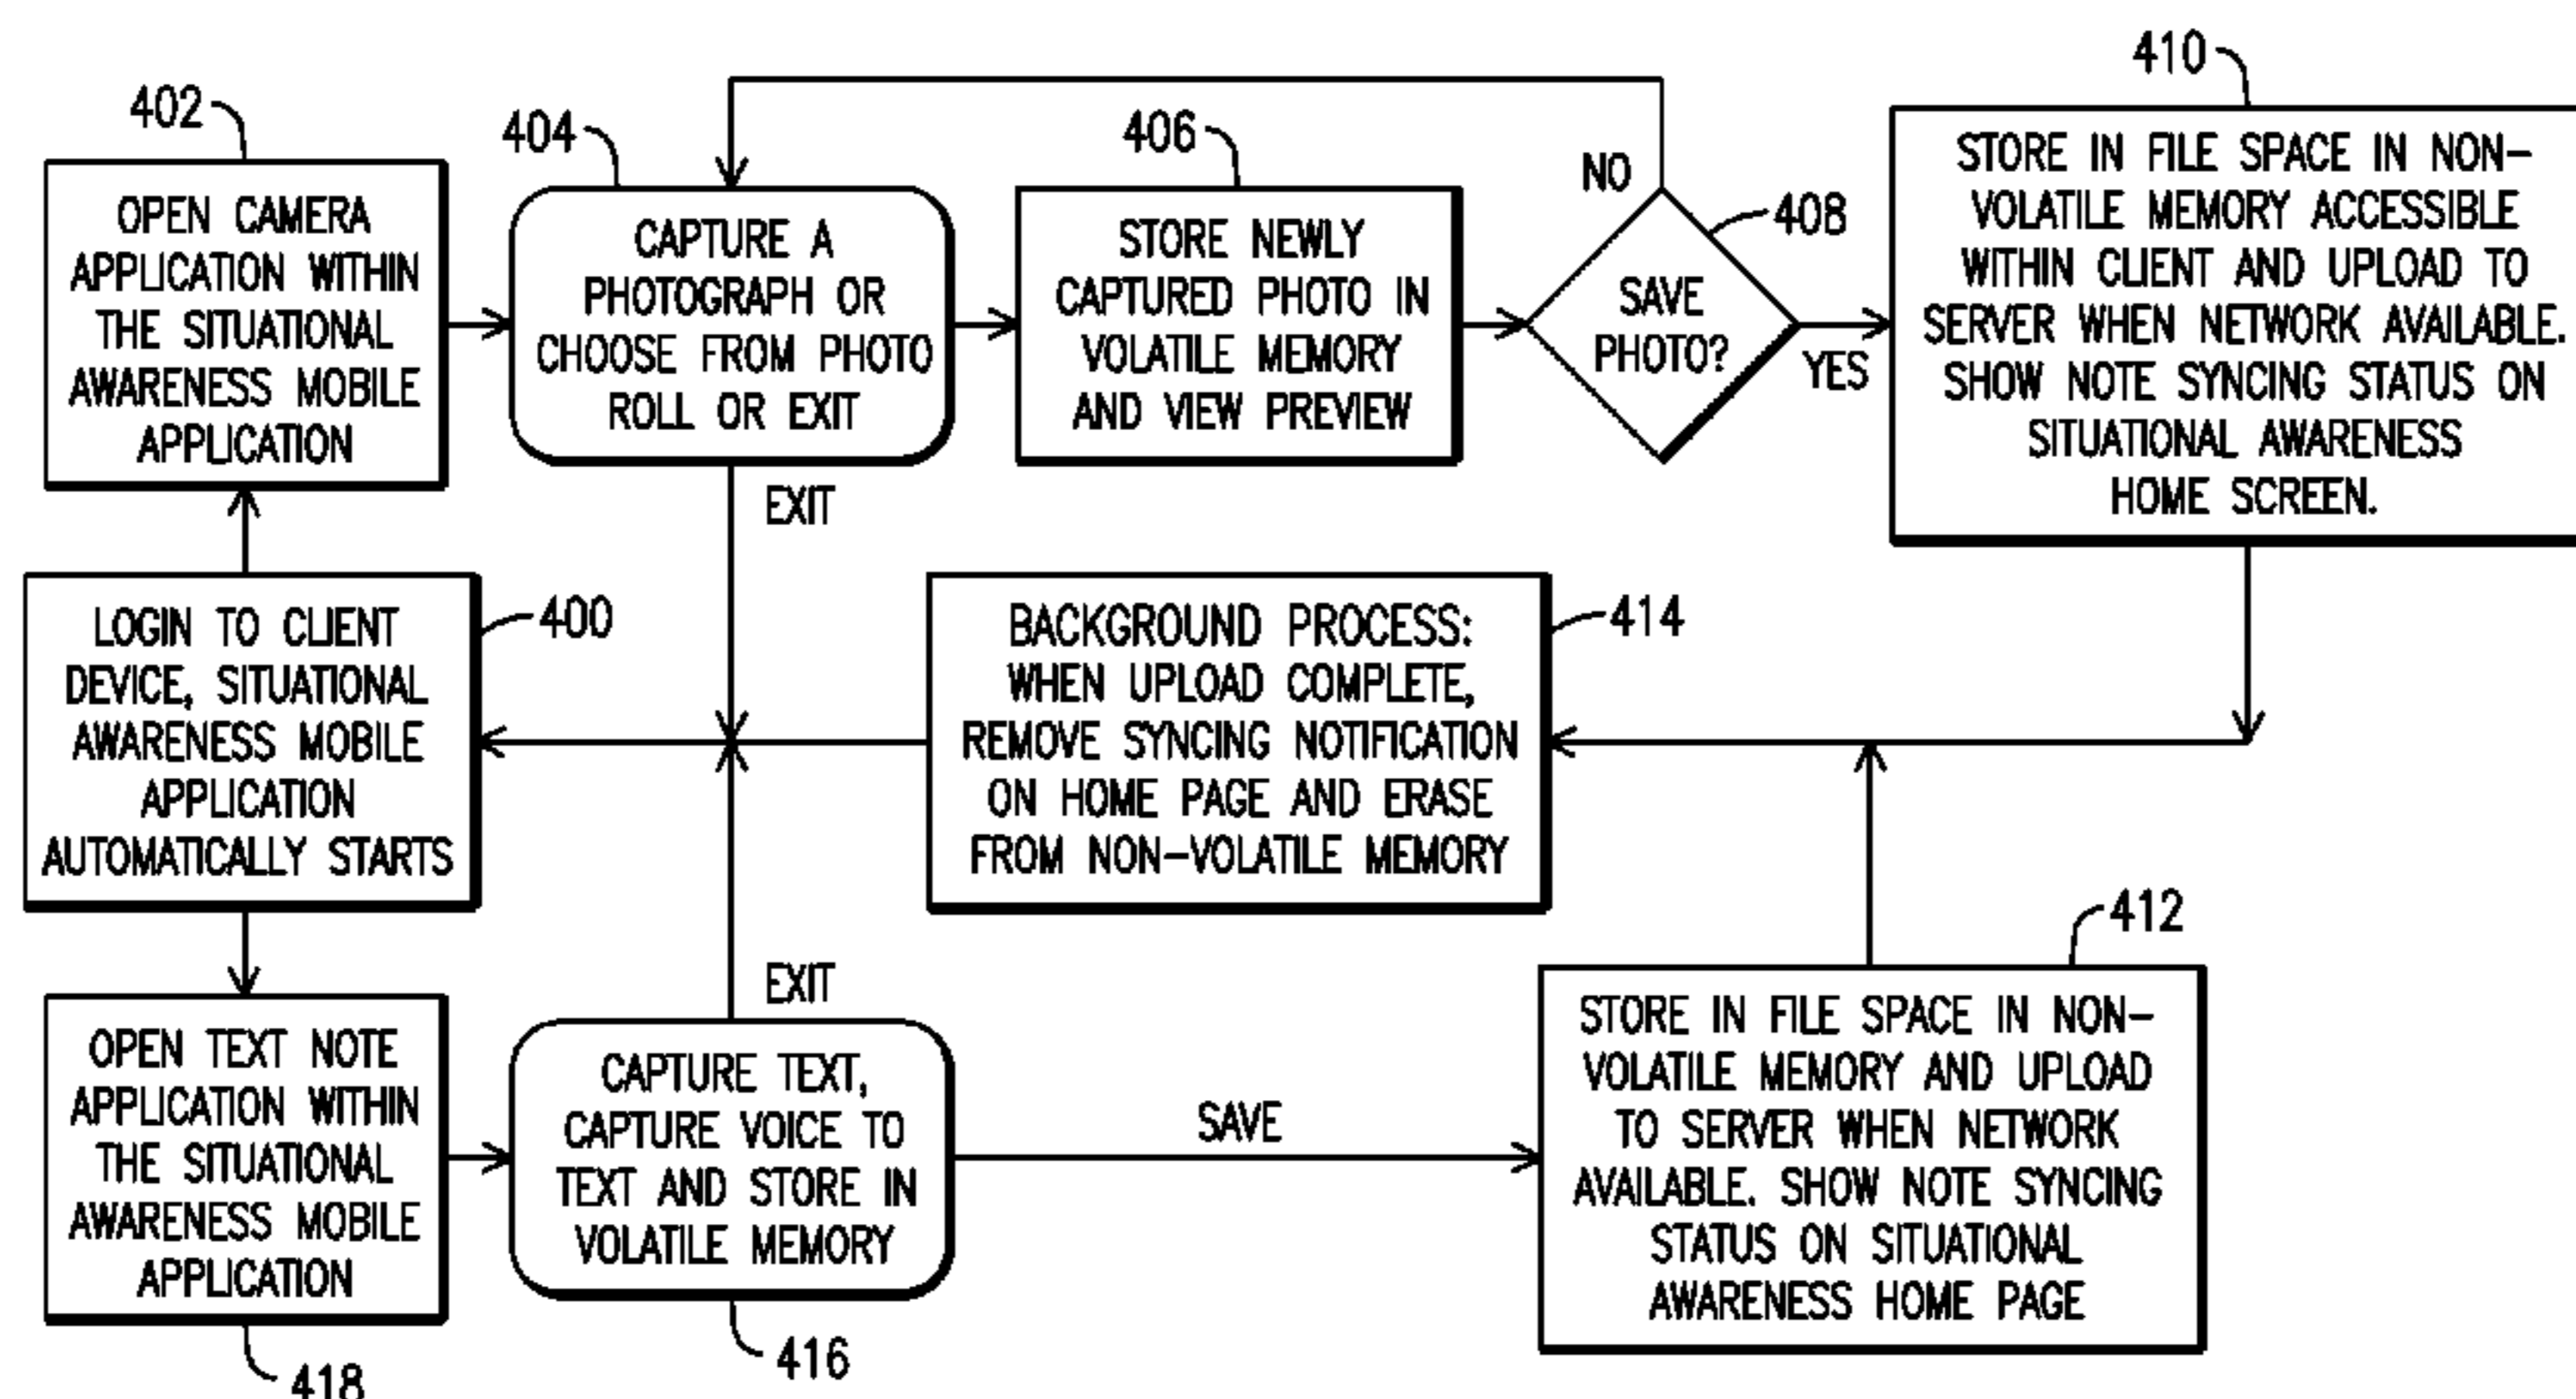 402
OPEN CAMERA
APPLICATION WITHIN
THE SITUATIONAL
AWARENESS MOBILE
APPLICATION
404
CAPTURE A
PHOTOGRAPH OR
CHOOSE FROM PHOTO
ROLL OR EXIT
406
STORE NEWLY
CAPTURED PHOTO IN
VOLATILE MEMORY
AND VIEW PREVIEW
NO
408
SAVE
PHOTO?
YES
410
STORE IN FILE SPACE IN NON-
VOLATILE MEMORY ACCESSIBLE
WITHIN CLIENT AND UPLOAD TO
SERVER WHEN NETWORK AVAILABLE.
SHOW NOTE SYNCING STATUS ON
SITUATIONAL AWARENESS
HOME SCREEN.
EXIT
LOGIN TO CLIENT
DEVICE, SITUATIONAL
AWARENESS MOBILE
APPLICATION
AUTOMATICALLY STARTS
400
BACKGROUND PROCESS:
WHEN UPLOAD COMPLETE,
REMOVE SYNCING NOTIFICATION
ON HOME PAGE AND ERASE
FROM NON-VOLATILE MEMORY
414
EXIT
OPEN TEXT NOTE
APPLICATION WITHIN
THE SITUATIONAL
AWARENESS MOBILE
APPLICATION
418
CAPTURE TEXT,
CAPTURE VOICE TO
TEXT AND STORE IN
VOLATILE MEMORY
416
SAVE
412
STORE IN FILE SPACE IN NON-
VOLATILE MEMORY AND UPLOAD
TO SERVER WHEN NETWORK
AVAILABLE. SHOW NOTE SYNCING
STATUS ON SITUATIONAL
AWARENESS HOME PAGE